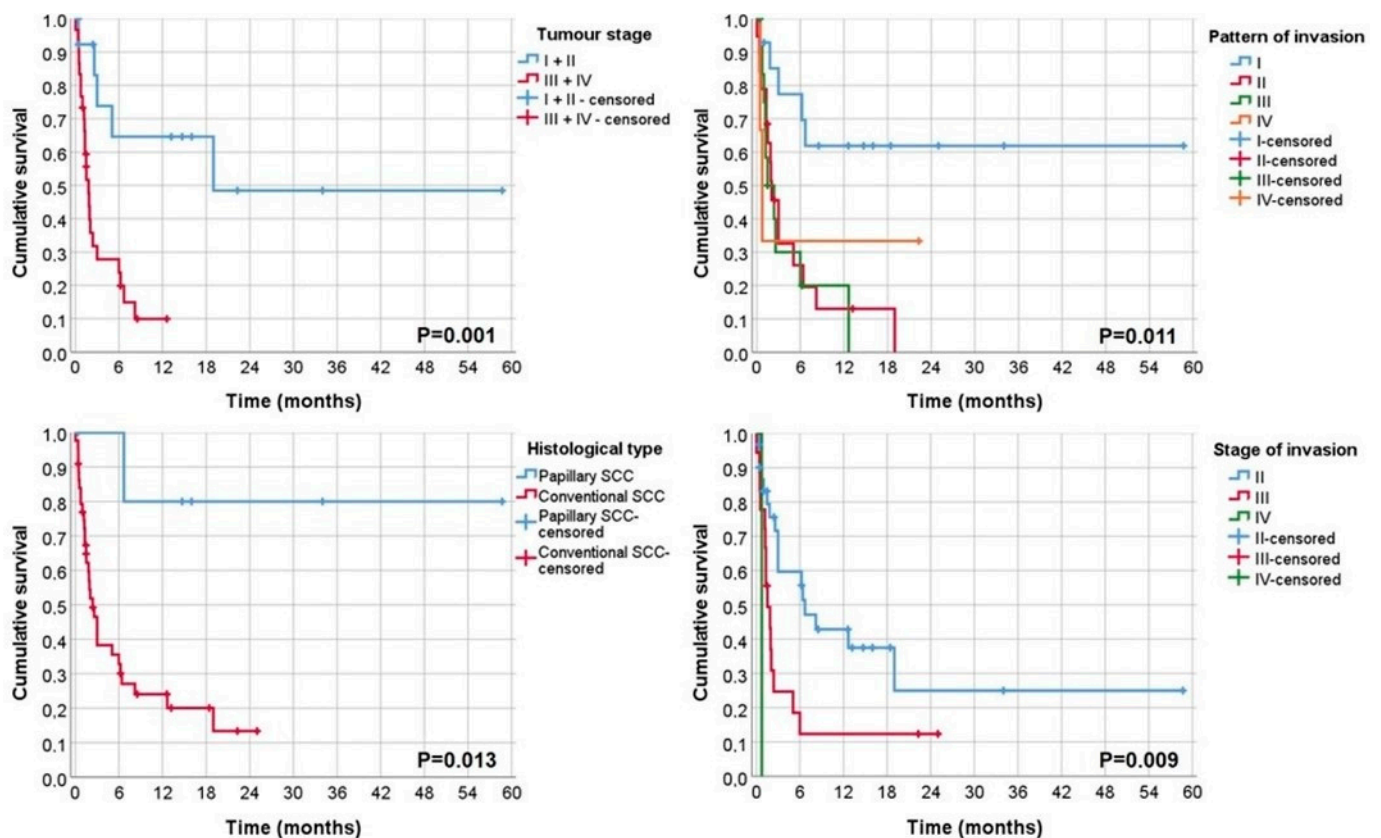 Cumulative survival
1.0
0.9
0.8
0.7
0.6
0.5
0.4
0.3
0.2
0.1
0.0
0 6 12 18 24 30 36 42 48 54 60
Time (months)
P=0.001
Tumour stage
I + II
III + IV
I + II - censored
III + IV - censored
Cumulative survival
1.0
0.9
0.8
0.7
0.6
0.5
0.4
0.3
0.2
0.1
0.0
0 6 12 18 24 30 36 42 48 54 60
Time (months)
P=0.011
Pattern of invasion
I
II
III
IV
I-censored
II-censored
III-censored
IV-censored
Cumulative survival
1.0
0.9
0.8
0.7
0.6
0.5
0.4
0.3
0.2
0.1
0.0
0 6 12 18 24 30 36 42 48 54 60
Time (months)
P=0.013
Histological type
Papillary SCC
Conventional SCC
Papillary SCC-
censored
Conventional SCC-
censored
Cumulative survival
1.0
0.9
0.8
0.7
0.6
0.5
0.4
0.3
0.2
0.1
0.0
0 6 12 18 24 30 36 42 48 54 60
Time (months)
P=0.009
Stage of invasion
II
III
IV
II-censored
III-censored
IV-censored